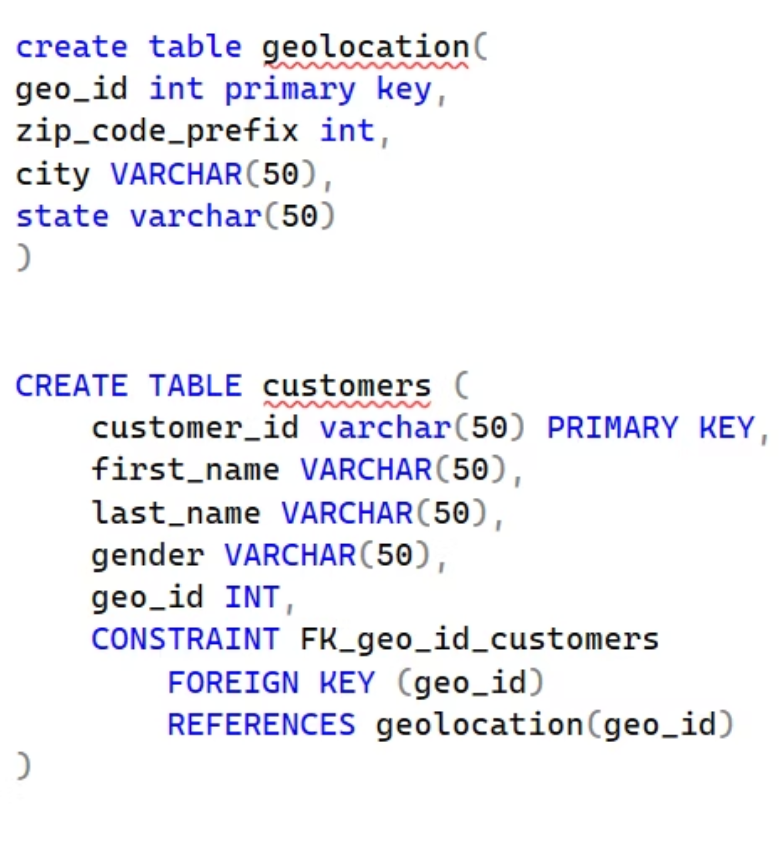 create table geolocation(
geo_id int primary key,
zip_code_prefix int,
city VARCHAR(50),
state varchar(50)
)
CREATE TABLE customers (
customer_id varchar(50) PRIMARY KEY,
first_name VARCHAR(50),
last_name VARCHAR(50),
gender VARCHAR(50),
geo_id INT,
CONSTRAINT FK_geo_id_customers
FOREIGN KEY (geo_id)
REFERENCES geolocation(geo_id)
)